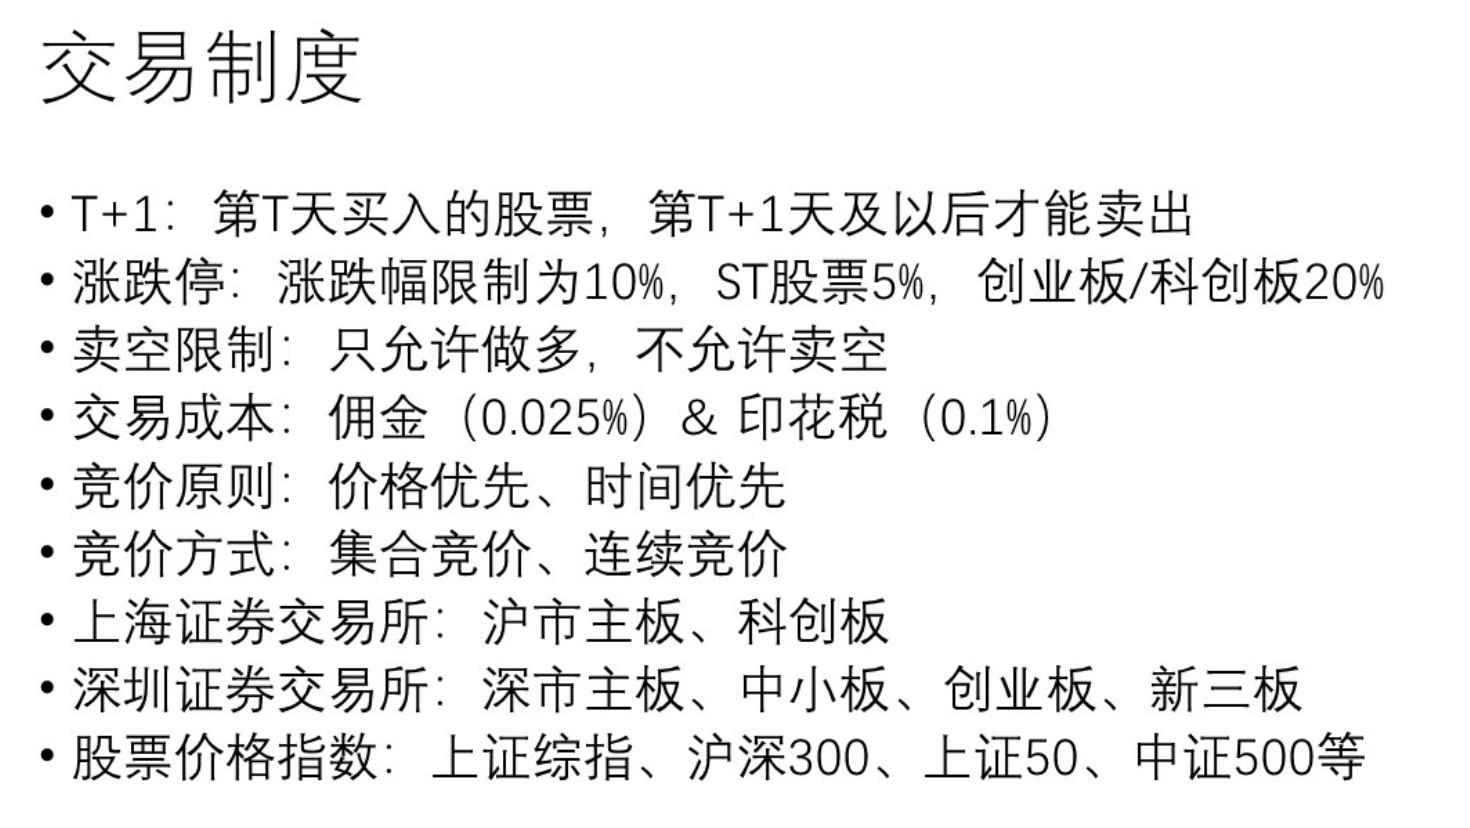 交易制度
• T+1：第T天买入的股票，第T+1天及以后才能卖出
• 涨跌停：涨跌幅限制为10%，ST股票5%，创业板/科创板20%
• 卖空限制：只允许做多，不允许卖空
• 交易成本：佣金（0.025%）& 印花税（0.1%）
• 竞价原则：价格优先、时间优先
• 竞价方式：集合竞价、连续竞价
• 上海证券交易所：沪市主板、科创板
• 深圳证券交易所：深市主板、中小板、创业板、新三板
• 股票价格指数：上证综指、沪深300、上证50、中证500等